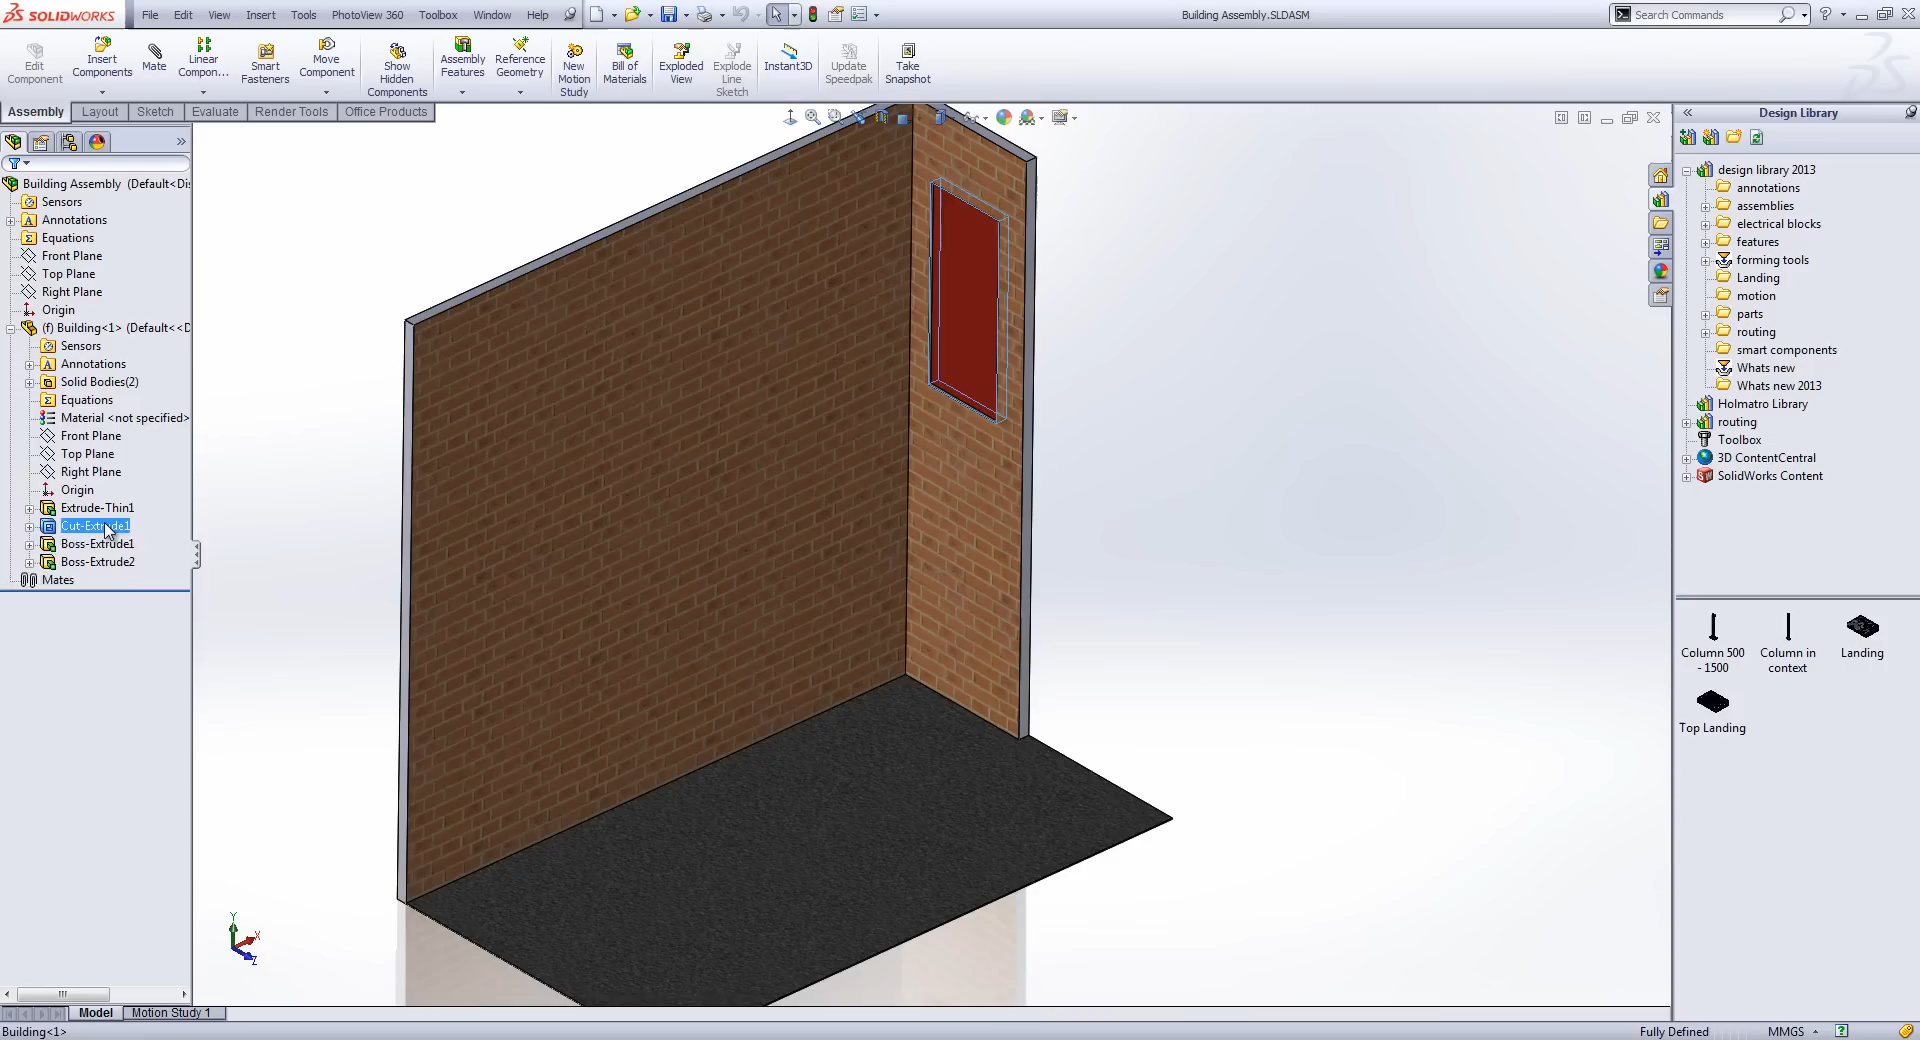 SOLIDWORKS File Edit View Insert Tools PhotoView 360 Toolbox Window Help Building Assembly.SLDASM Search Commands
Edit Component
Insert Components
Mate
Linear Compon...
Smart Fasteners
Move Component
Show Hidden Components
Assembly Features
Reference Geometry
New Motion Study
Bill of Materials
Exploded View
Explode Line Sketch
Instant3D
Update Speedpak
Take Snapshot
Assembly Layout Sketch Evaluate Render Tools Office Products
Building Assembly (Default<Dis
Sensors
Annotations
Equations
Front Plane
Top Plane
Right Plane
Origin
(f) Building<1> (Default<<D
Sensors
Annotations
Solid Bodies(2)
Equations
Material <not specified>
Front Plane
Top Plane
Right Plane
Origin
Extrude-Thin1
Cut-Extrude1
Boss-Extrude1
Boss-Extrude2
Mates
Design Library
design library 2013
annotations
assemblies
electrical blocks
features
forming tools
Landing
motion
parts
routing
smart components
Whats new
Whats new 2013
Holmatro Library
routing
Toolbox
3D ContentCentral
SolidWorks Content
Column 500 - 1500
Column in context
Landing
Top Landing
Y
X
Z
Model Motion Study 1
Building<1> Fully Defined MMGS